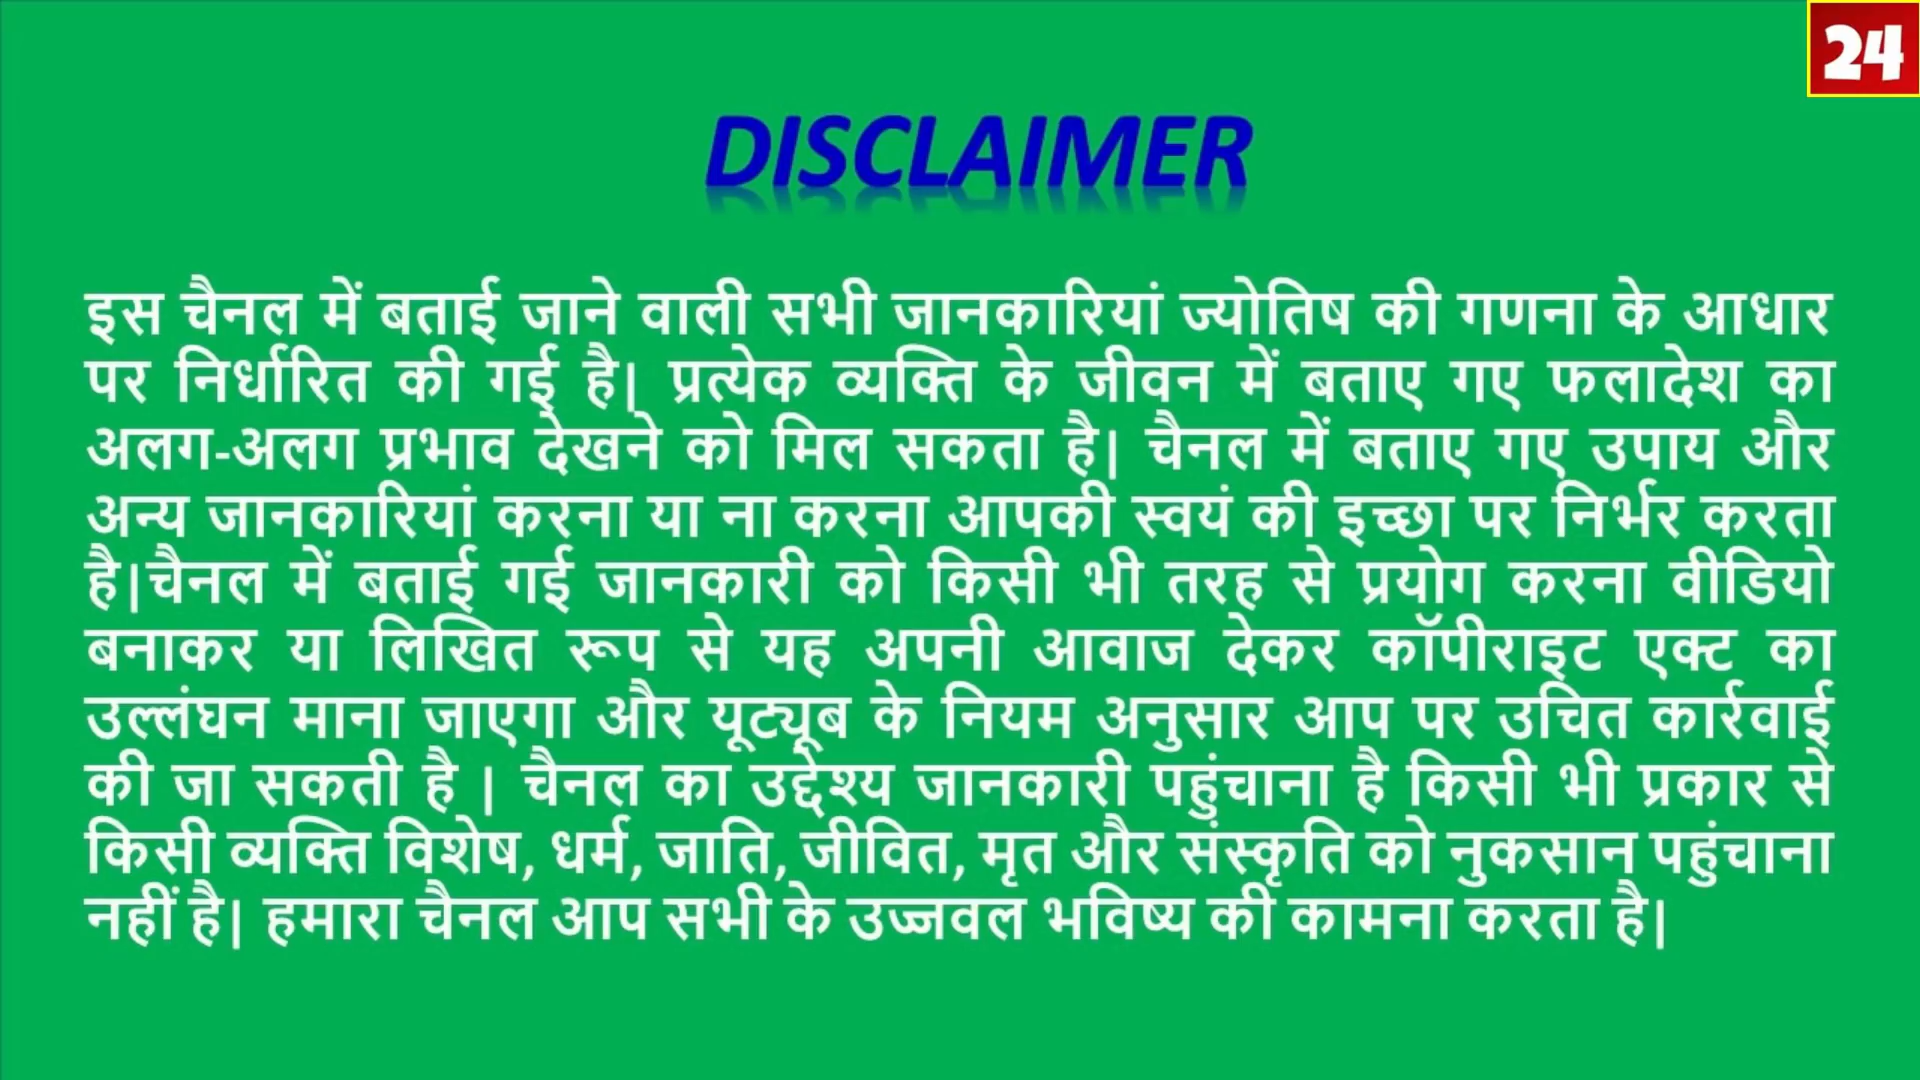 24
DISCLAIMER
इस चैनल में बताई जाने वाली सभी जानकारियां ज्योतिष की गणना के आधार
पर निर्धारित की गई है| प्रत्येक व्यक्ति के जीवन में बताए गए फलादेश का
अलग-अलग प्रभाव देखने को मिल सकता है| चैनल में बताए गए उपाय और
अन्य जानकारियां करना या ना करना आपकी स्वयं की इच्छा पर निर्भर करता
है|चैनल में बताई गई जानकारी को किसी भी तरह से प्रयोग करना वीडियो
बनाकर या लिखित रूप से यह अपनी आवाज देकर कॉपीराइट एक्ट का
उल्लंघन माना जाएगा और यूट्यूब के नियम अनुसार आप पर उचित कार्रवाई
की जा सकती है | चैनल का उद्देश्य जानकारी पहुंचाना है किसी भी प्रकार से
किसी व्यक्ति विशेष, धर्म, जाति, जीवित, मृत और संस्कृति को नुकसान पहुंचाना
नहीं है| हमारा चैनल आप सभी के उज्जवल भविष्य की कामना करता है|